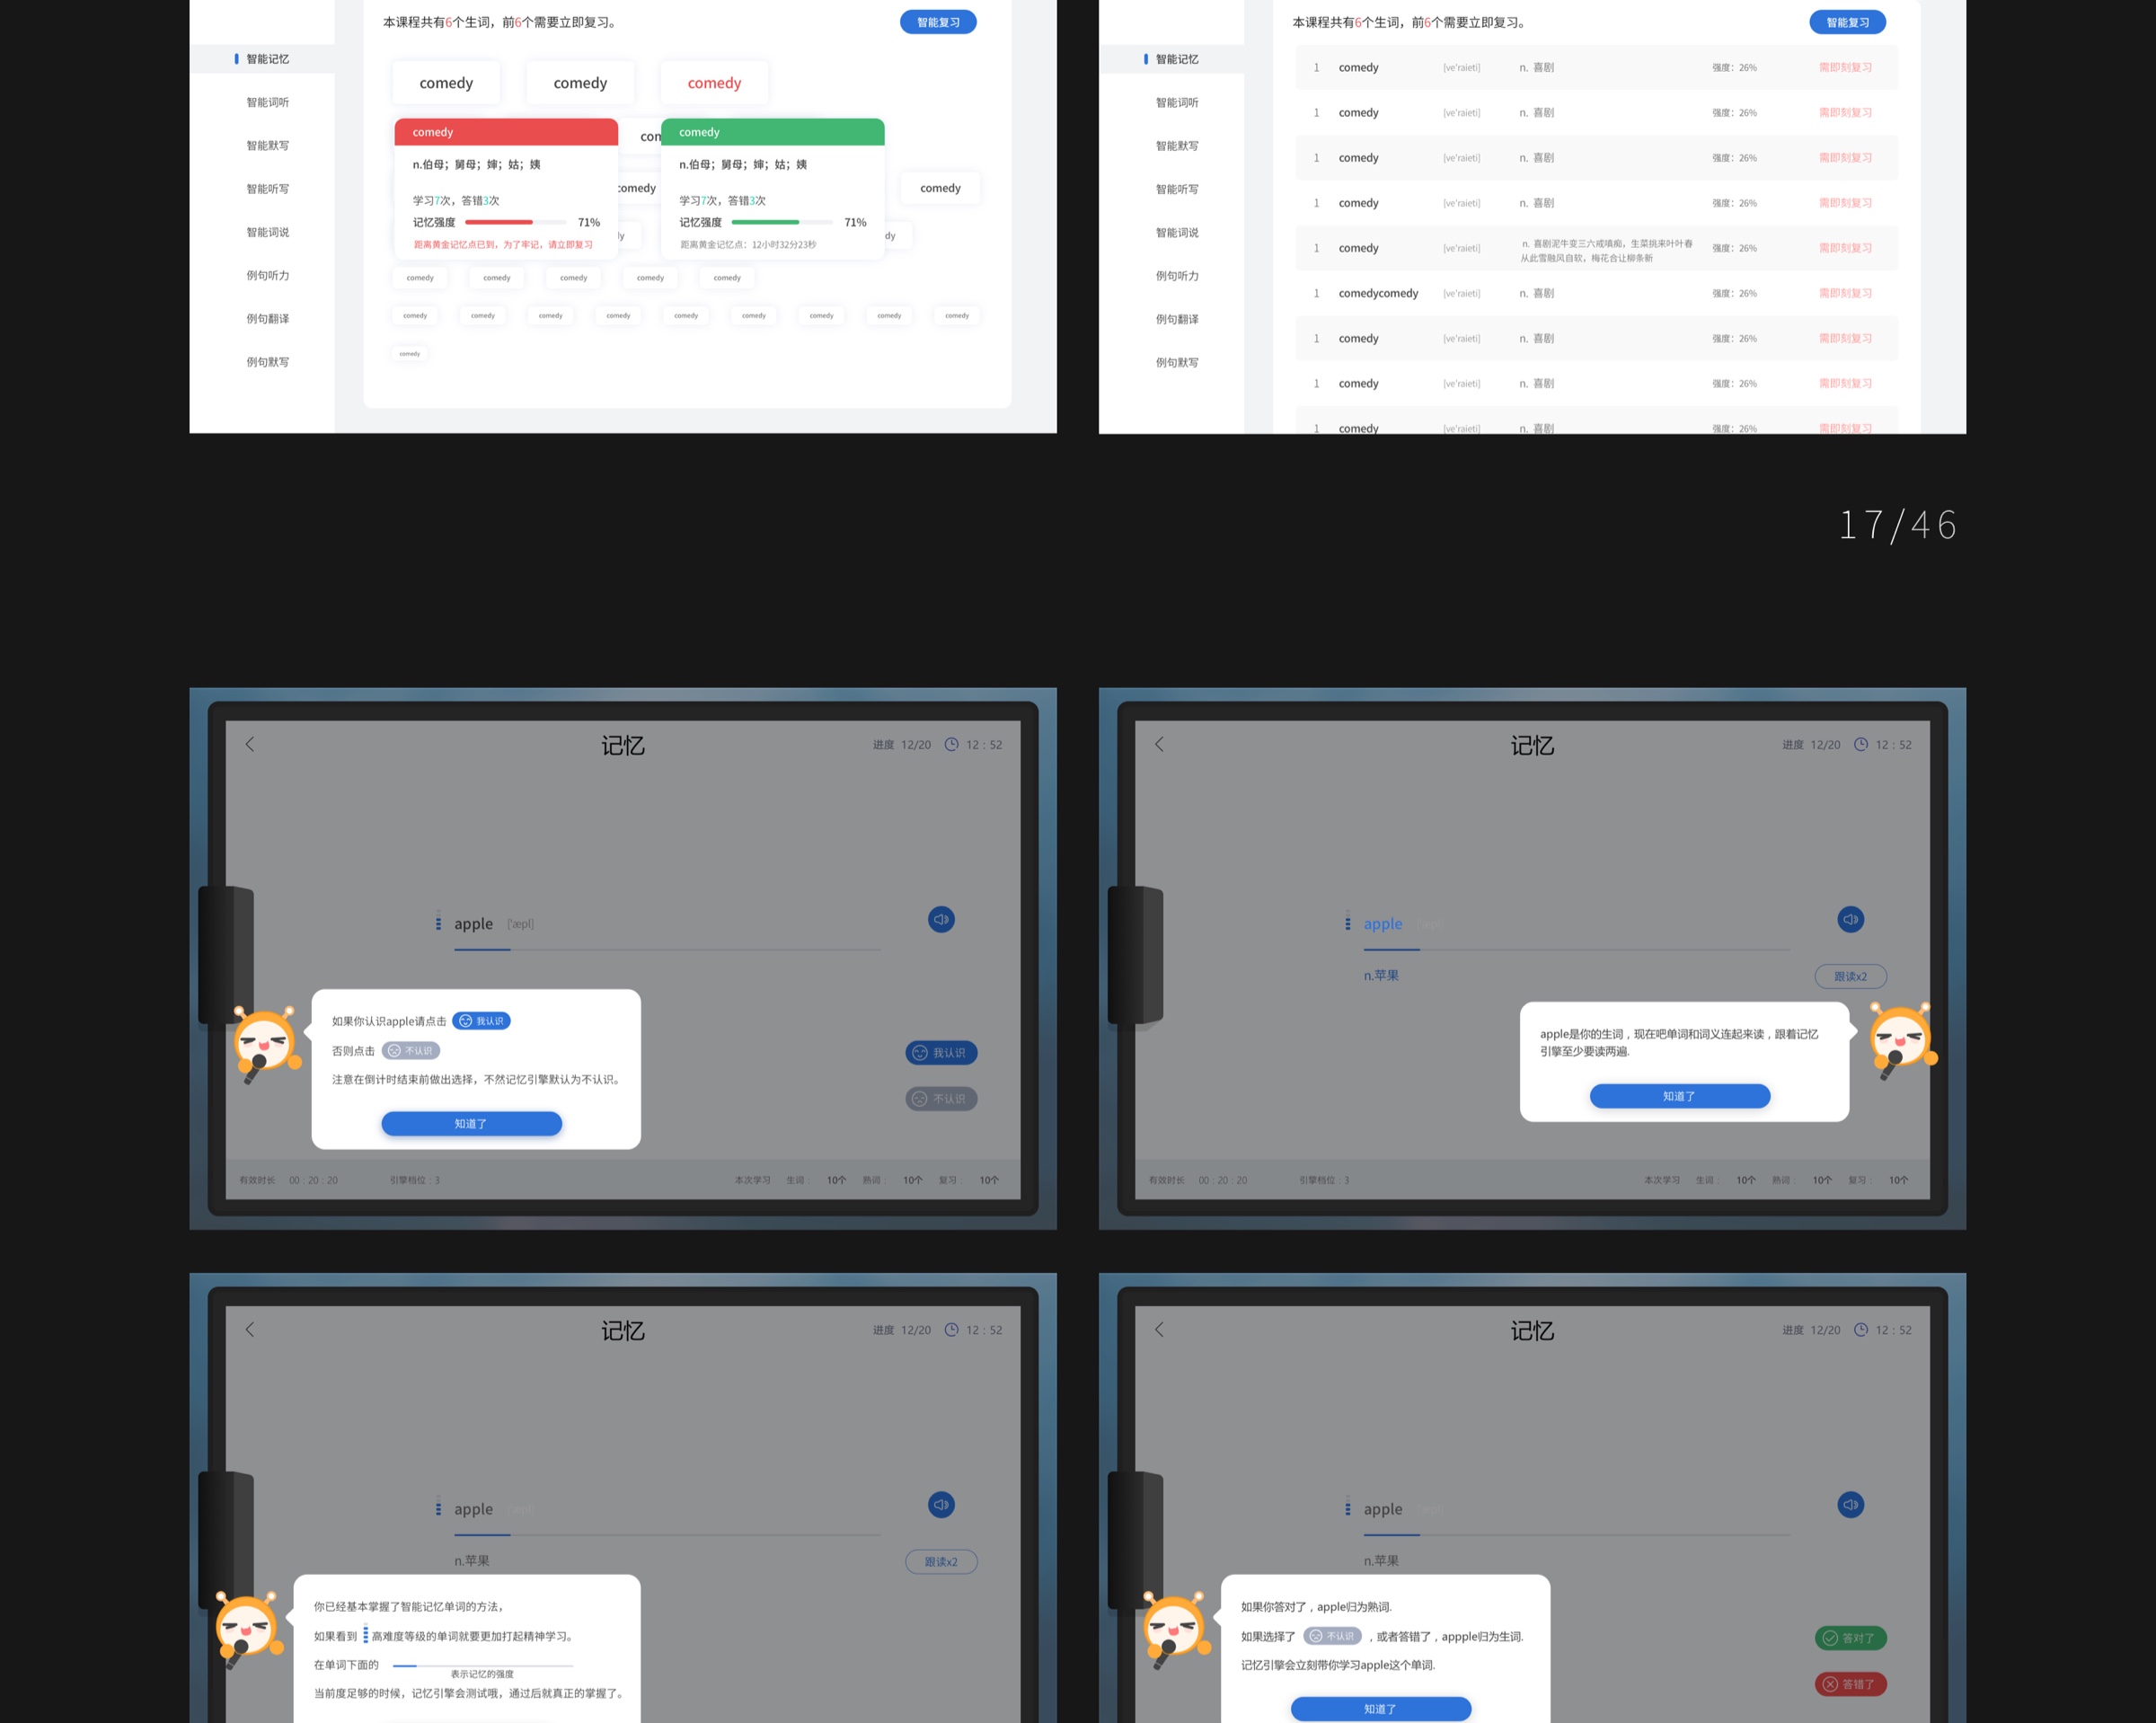 本课程共有6个生词，前6个需要立即复习。
智能复习
智能记忆
智能词听
智能默写
智能听写
智能词说
例句听力
例句翻译
例句默写
comedy comedy comedy
comedy
n.伯母；舅母；婶；姑；姨
学习7次，答错3次
记忆强度 71%
距离黄金记忆点已到，为了牢记，请立即复习
com
comedy
n.伯母；舅母；婶；姑；姨
学习7次，答错3次
记忆强度 71%
距离黄金记忆点：12小时32分23秒
comedy comedy
dy
comedy comedy comedy comedy comedy
comedy comedy comedy comedy comedy comedy comedy comedy comedy
comedy
本课程共有6个生词，前6个需要立即复习。
智能复习
智能记忆
智能词听
智能默写
智能听写
智能词说
例句听力
例句翻译
例句默写
1 comedy [ve'raieti] n. 喜剧 强度：26% 需即刻复习
1 comedy [ve'raieti] n. 喜剧 强度：26% 需即刻复习
1 comedy [ve'raieti] n. 喜剧 强度：26% 需即刻复习
1 comedy [ve'raieti] n. 喜剧 强度：26% 需即刻复习
1 comedy [ve'raieti] n. 喜剧泥牛变三六戒嗔痴，生菜挑来叶叶春 强度：26% 需即刻复习
从此雪融风自软，梅花合让柳条新
1 comedycomedy [ve'raieti] n. 喜剧 强度：26% 需即刻复习
1 comedy [ve'raieti] n. 喜剧 强度：26% 需即刻复习
1 comedy [ve'raieti] n. 喜剧 强度：26% 需即刻复习
1 comedy [ve'raieti] n. 喜剧 强度：26% 需即刻复习
17/46
记忆
进度 12/20 12 : 52
apple ['æpl]
如果你认识apple请点击 我认识
否则点击 不认识
注意在倒计时结束前做出选择，不然记忆引擎默认为不认识。
知道了
我认识
不认识
有效时长 00 : 20 : 20 引擎档位 : 3 本次学习 生词 : 10个 熟词 : 10个 复习 : 10个
记忆
进度 12/20 12 : 52
apple
n.苹果
跟读x2
apple是你的生词，现在吧单词和词义连起来读，跟着记忆
引擎至少要读两遍.
知道了
有效时长 00 : 20 : 20 引擎档位 : 3 本次学习 生词 : 10个 熟词 : 10个 复习 : 10个
记忆
进度 12/20 12 : 52
apple
n.苹果
跟读x2
你已经基本掌握了智能记忆单词的方法，
如果看到 高难度等级的单词就要更加打起精神学习。
在单词下面的
表示记忆的强度
当前度足够的时候，记忆引擎会测试哦，通过后就真正的掌握了。
记忆
进度 12/20 12 : 52
apple
n.苹果
如果你答对了，apple归为熟词.
如果选择了 不认识 ，或者答错了，appple归为生词.
记忆引擎会立刻带你学习apple这个单词.
知道了
答对了
答错了